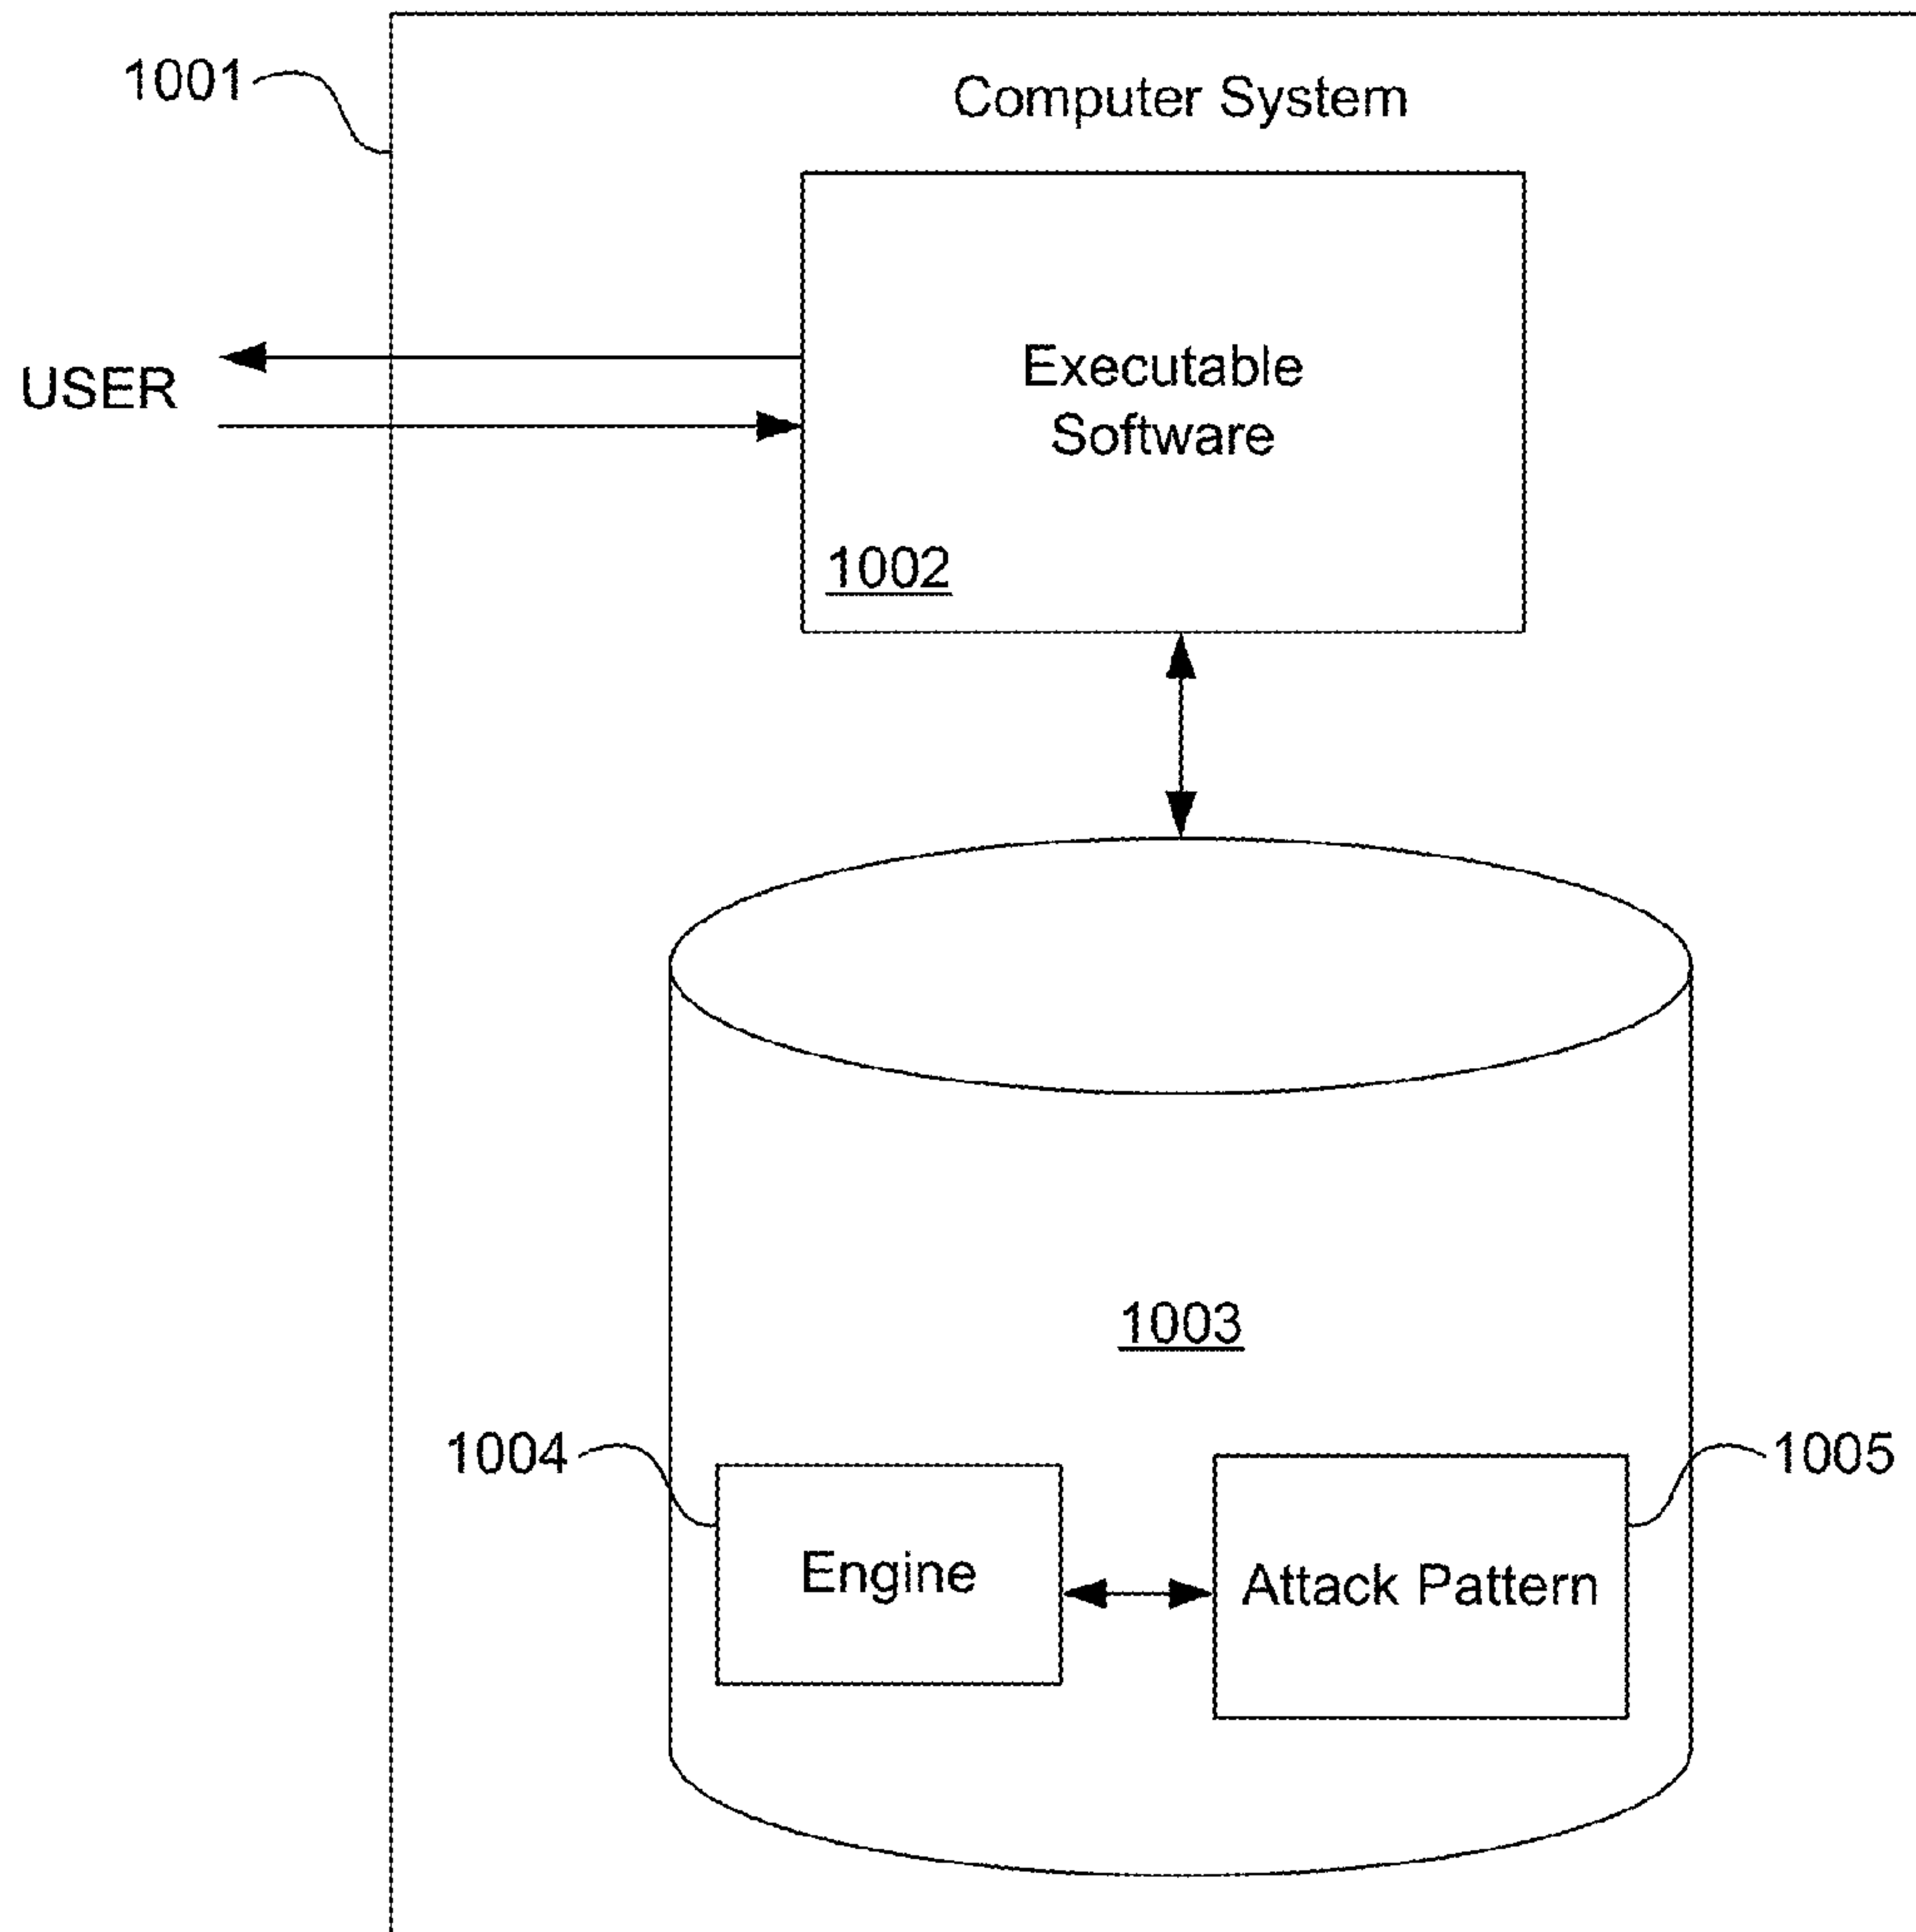 1001
Computer System
USER
Executable
Software
1002
1003
1004
1005
Engine
Attack Pattern